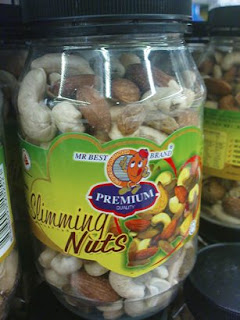 MR BEST BRAND
PREMIUM
QUALITY
Slimming
Nuts